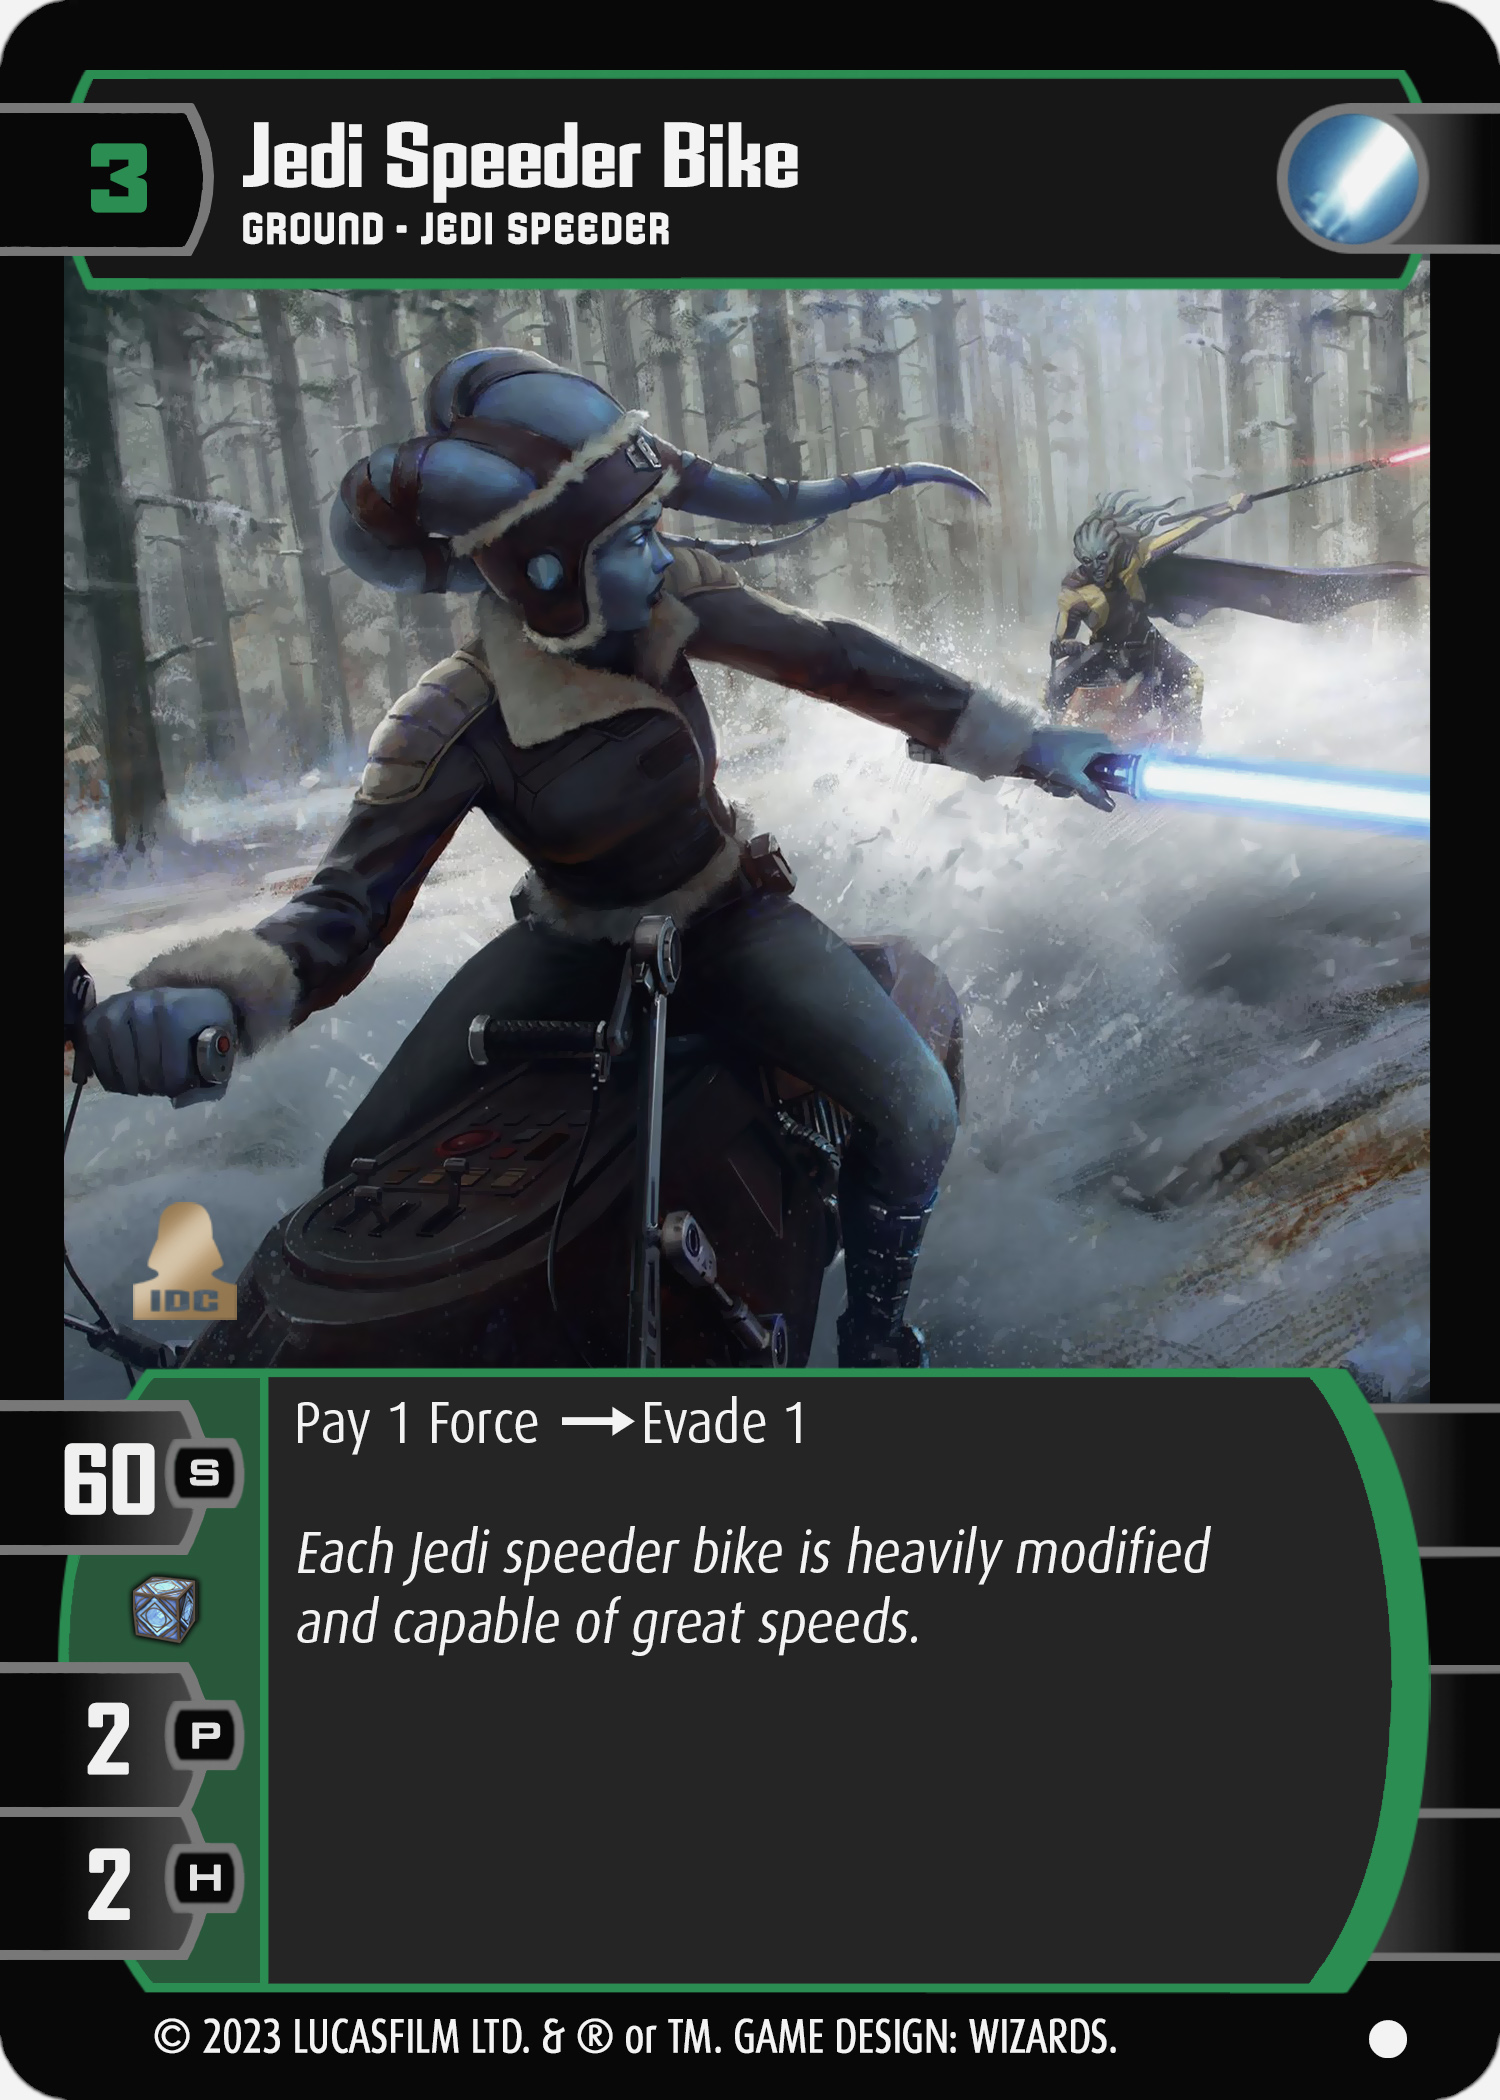 3
Jedi Speeder Bike
GROUND - JEDI SPEEDER
IDC
Pay 1 Force → Evade 1
60 S
Each Jedi speeder bike is heavily modified
and capable of great speeds.
2 P
2 H
© 2023 LUCASFILM LTD. & ® or TM. GAME DESIGN: WIZARDS.